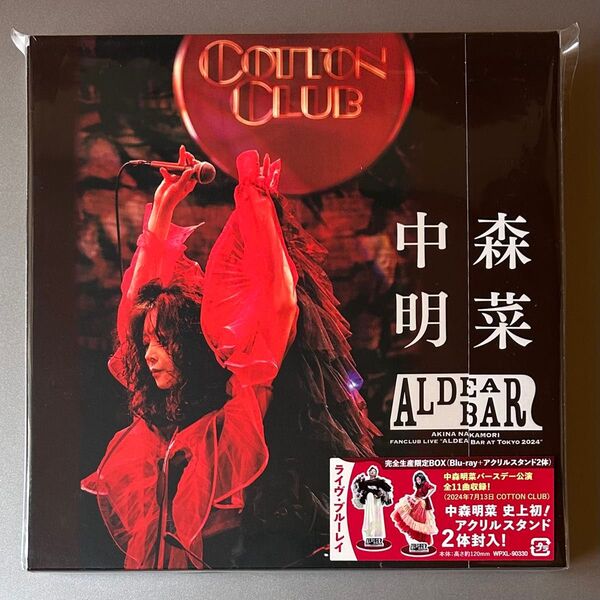 COTTON
CLUB
中森
明菜
ALDEA
BAR
AKINA NAKAMORI
FANCLUB LIVE "ALDEA BAR AT TOKYO 2024"
完全生産限定BOX(Blu-ray+アクリルスタンド2体)
ライヴ・ブルーレイ
中森明菜バースデー公演
全11曲収録!
(2024年7月13日 COTTON CLUB)
中森明菜 史上初!
アクリルスタンド
2体封入!
本体:高さ約120mm WPXL-90330